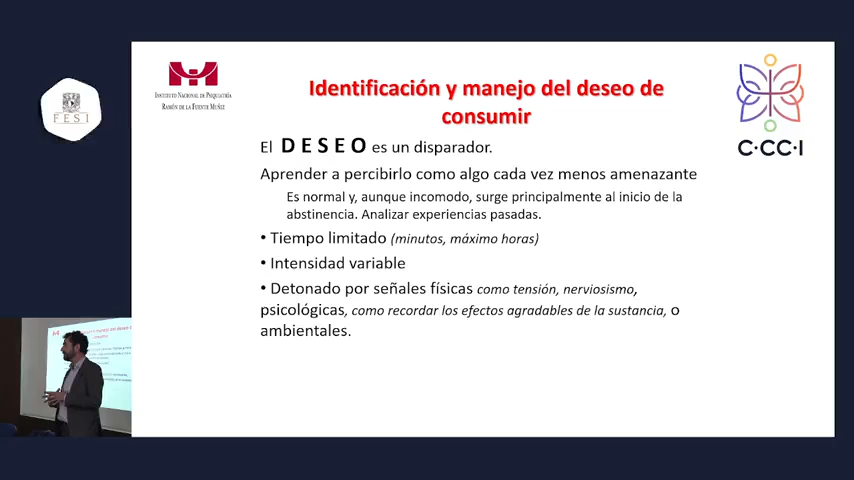 Identificación y manejo del deseo de
consumir
INSTITUTO NACIONAL DE PSIQUIATRÍA
RAMÓN DE LA FUENTE MUÑIZ
FESI
C·CC·I
El DESEO es un disparador.
Aprender a percibirlo como algo cada vez menos amenazante
Es normal y, aunque incomodo, surge principalmente al inicio de la
abstinencia. Analizar experiencias pasadas.
• Tiempo limitado (minutos, máximo horas)
• Intensidad variable
• Detonado por señales físicas como tensión, nerviosismo,
psicológicas, como recordar los efectos agradables de la sustancia, o
ambientales.